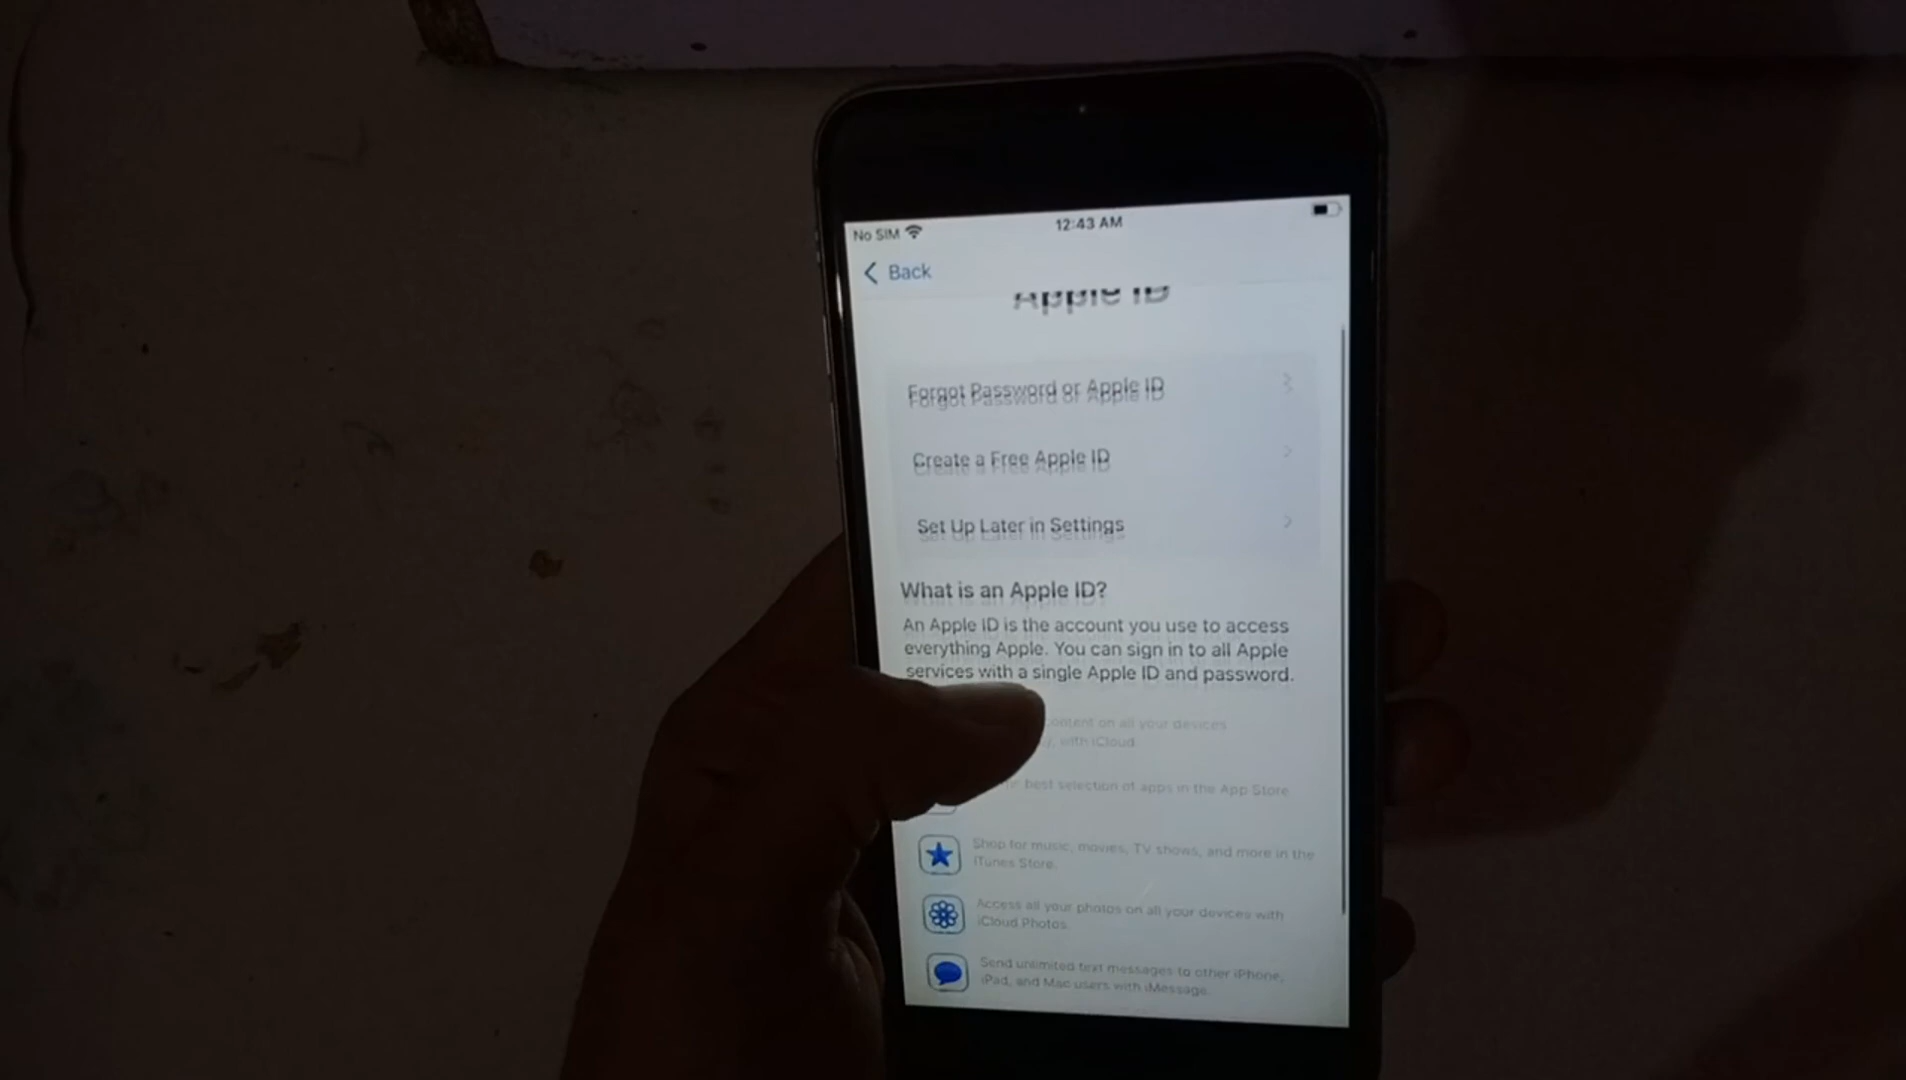 No SIM
12:43 AM
Back
Apple ID
Forgot Password or Apple ID
Create a Free Apple ID
Set Up Later in Settings
What is an Apple ID?
An Apple ID is the account you use to access
everything Apple. You can sign in to all Apple
services with a single Apple ID and password.
content on all your devices
with iCloud.
best selection of apps in the App Store
Shop for music, movies, TV shows, and more in the
iTunes Store.
Access all your photos on all your devices with
iCloud Photos.
Send unlimited text messages to other iPhone,
iPad, and Mac users with iMessage.